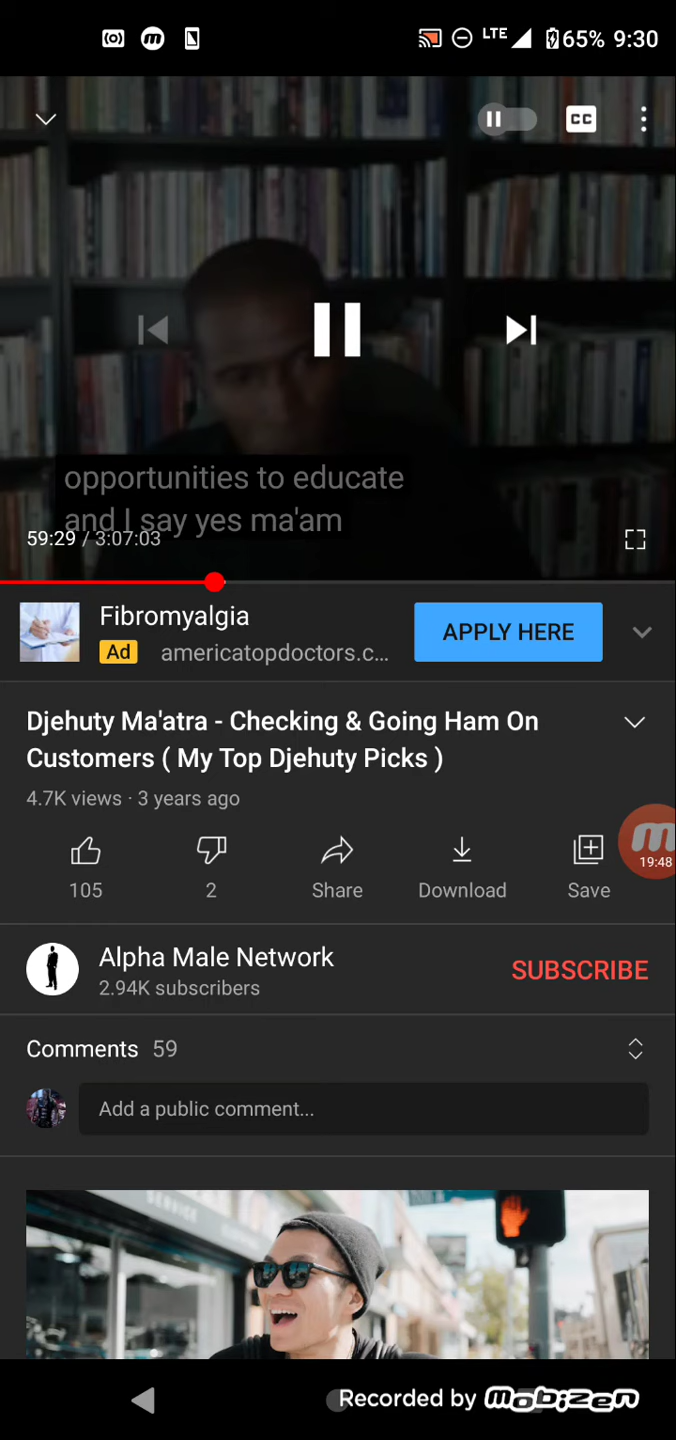 LTE 65% 9:30
CC
opportunities to educate
and I say yes ma'am
59:29 / 3:07:03
Fibromyalgia
Ad americatopdoctors.c...
APPLY HERE
Djehuty Ma'atra - Checking & Going Ham On
Customers ( My Top Djehuty Picks )
4.7K views · 3 years ago
19:48
105 2 Share Download Save
Alpha Male Network
2.94K subscribers
SUBSCRIBE
Comments 59
Add a public comment...
Recorded by mobizen